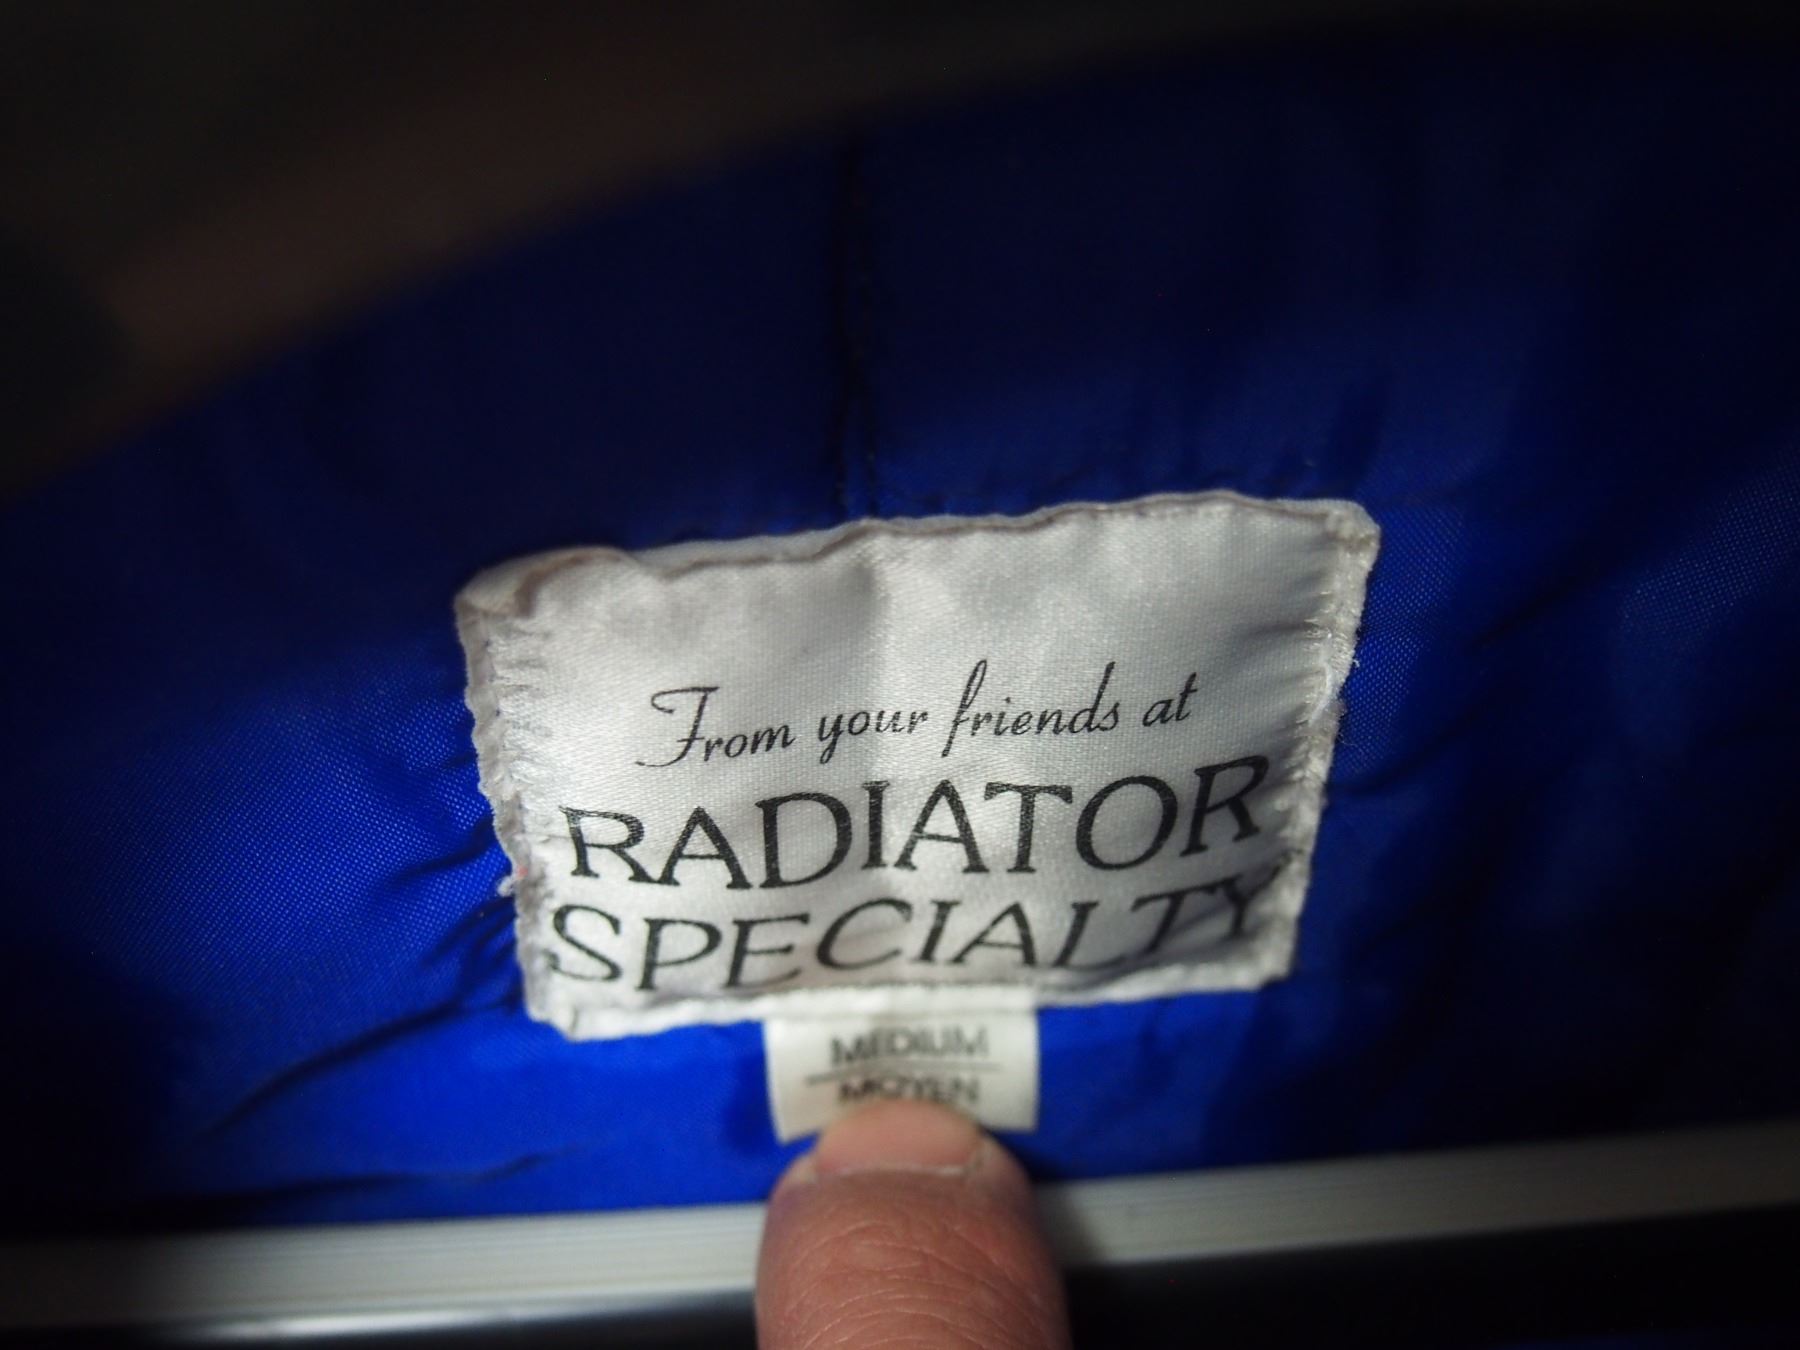 From your friends at
RADIATOR
SPECIALTY
MEDIUM
MOYEN